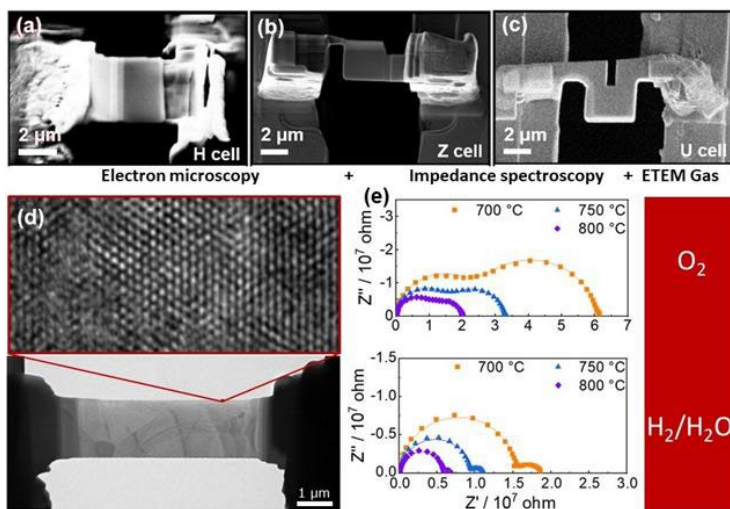 (a)
2 μm
H cell
(b)
2 μm
Z cell
(c)
2 μm
U cell
Electron microscopy + Impedance spectroscopy + ETEM Gas
(d)
1 μm
(e)
700 °C 750 °C
800 °C
Z'' / 10⁷ ohm
-3
-2
-1
0
0 1 2 3 4 5 6 7
O₂
700 °C 750 °C
800 °C
Z'' / 10⁷ ohm
-1.5
-1.0
-0.5
0.0
0.0 0.5 1.0 1.5 2.0 2.5 3.0
Z' / 10⁷ ohm
H₂/H₂O